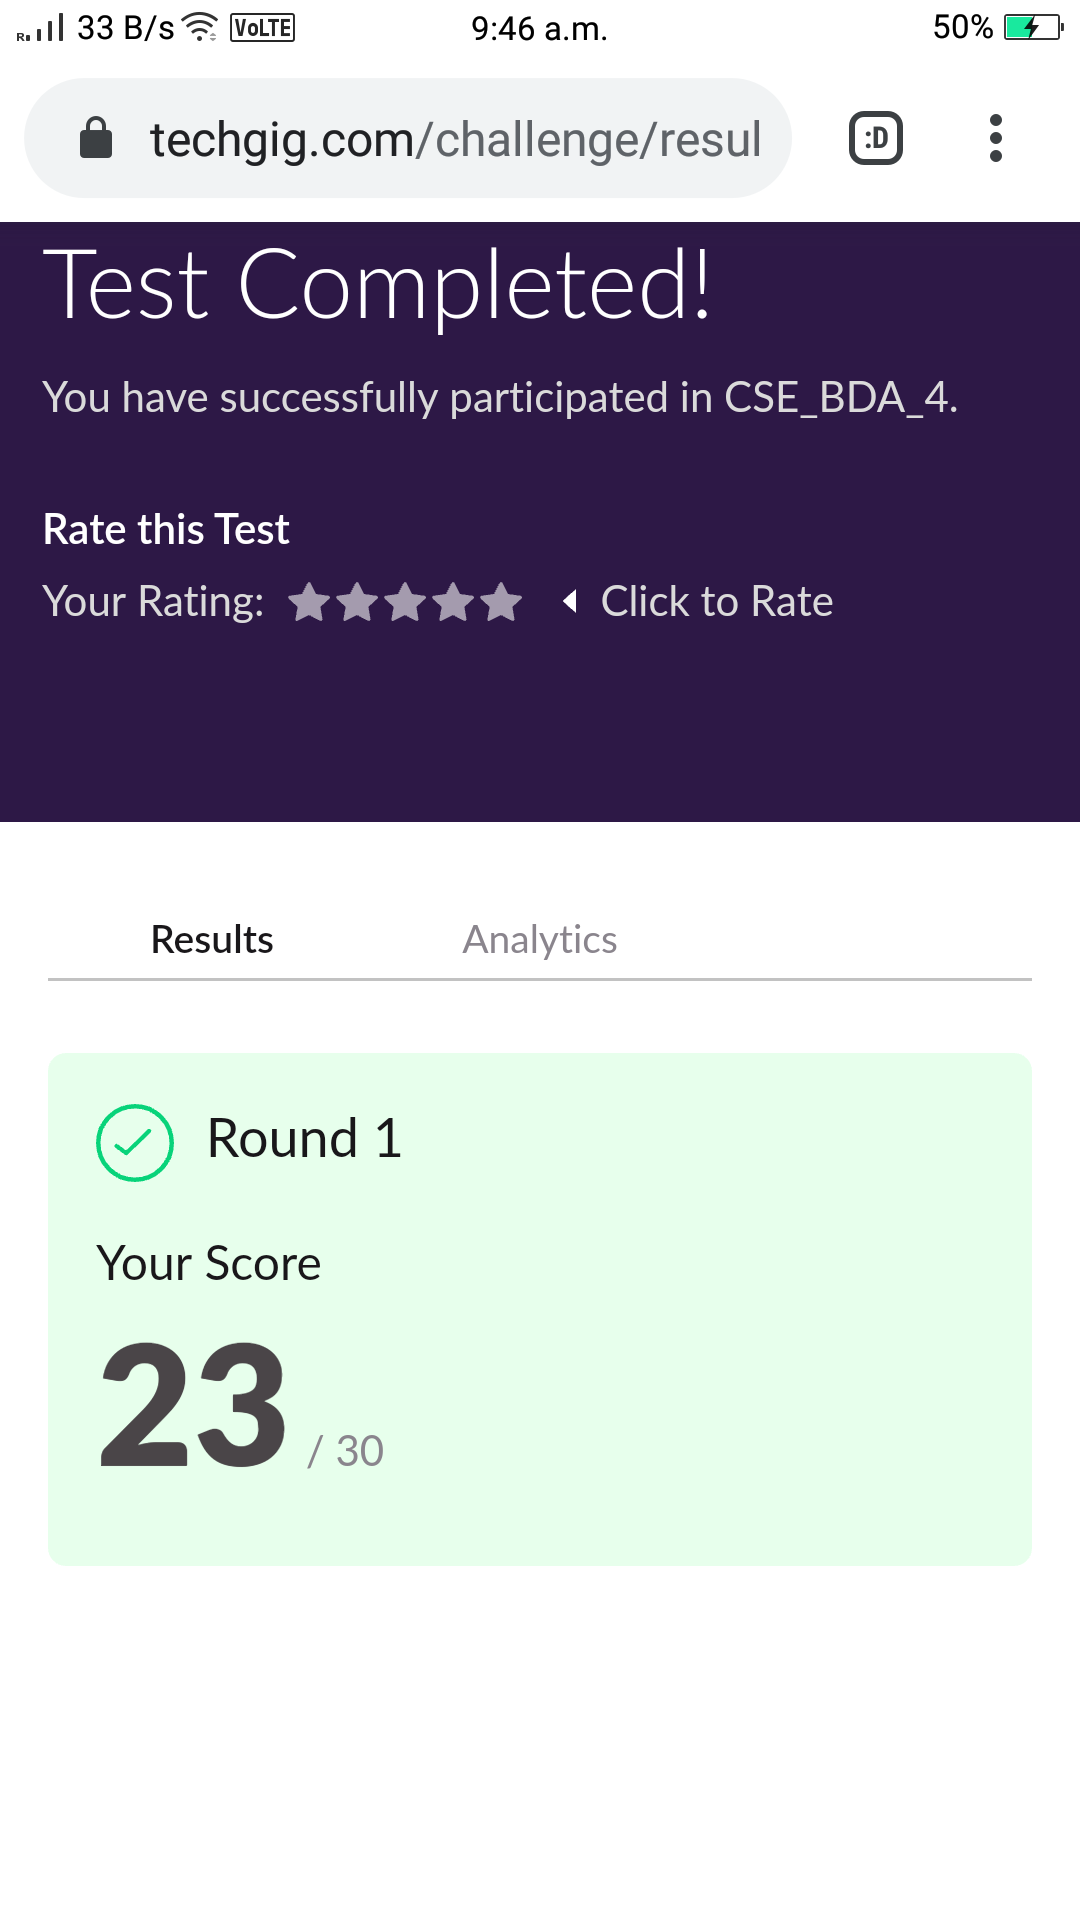 R 33 B/s VoLTE 9:46 a.m. 50%
techgig.com/challenge/resul :D
Test Completed!
You have successfully participated in CSE_BDA_4.
Rate this Test
Your Rating: Click to Rate
Results Analytics
Round 1
Your Score
23 / 30